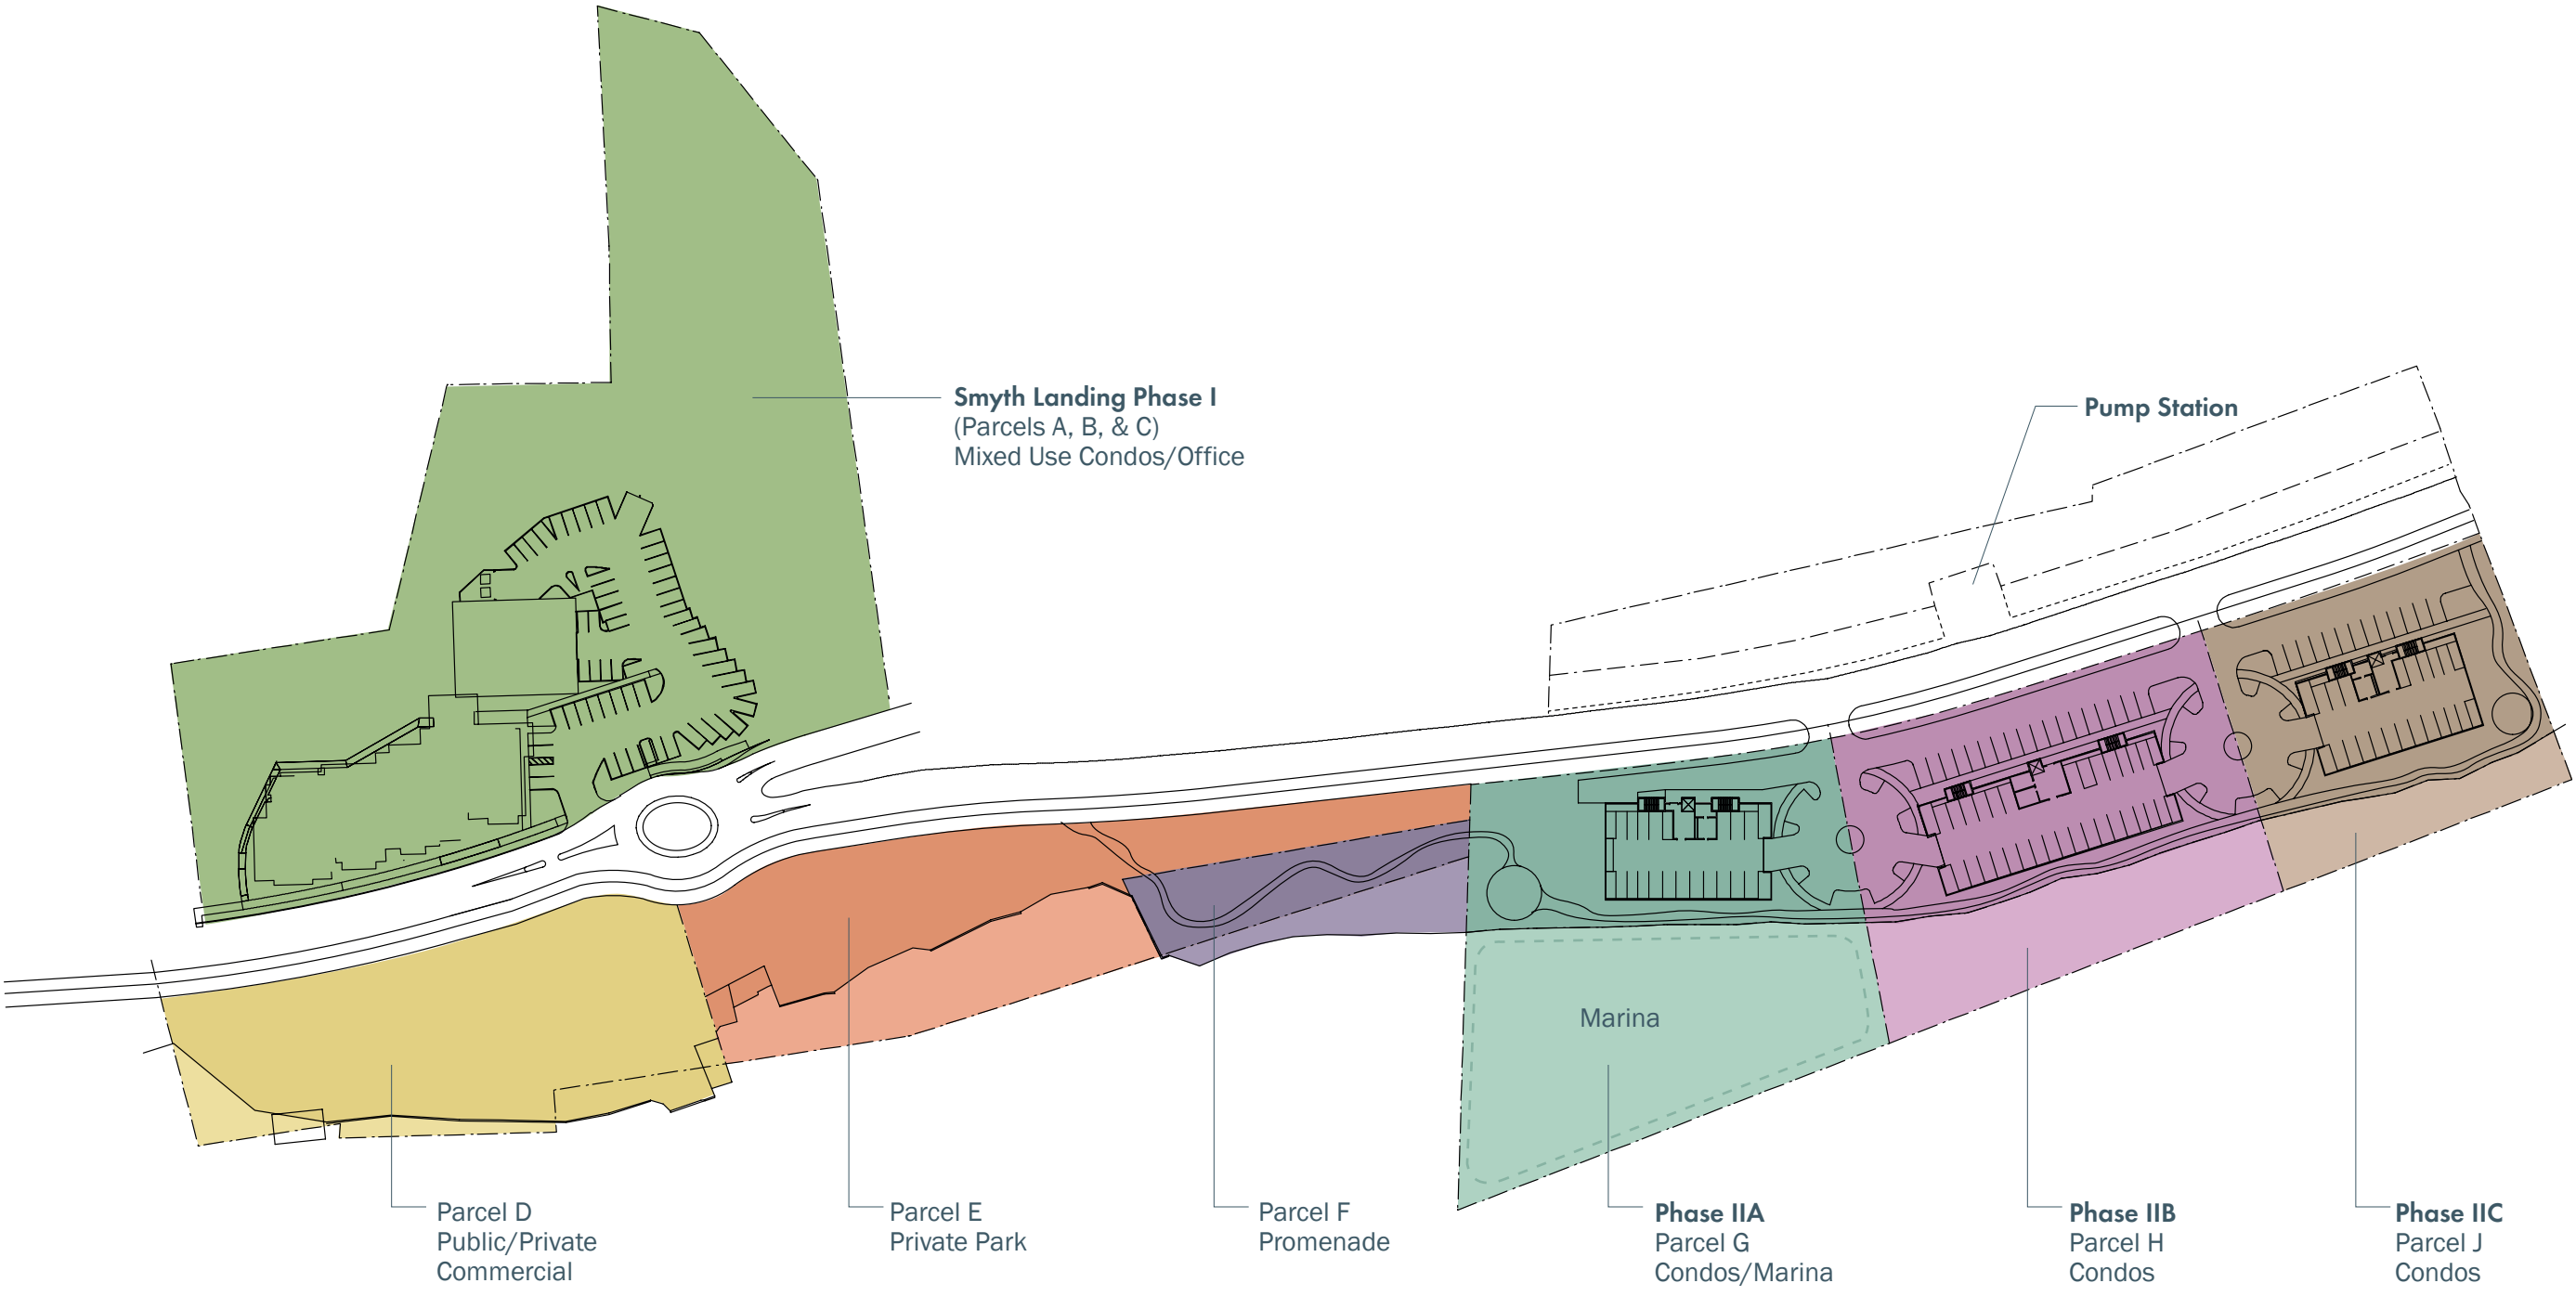 Smyth Landing Phase I
(Parcels A, B, & C)
Mixed Use Condos/Office
Pump Station
Marina
Parcel D
Public/Private
Commercial
Parcel E
Private Park
Parcel F
Promenade
Phase IIA
Parcel G
Condos/Marina
Phase IIB
Parcel H
Condos
Phase IIC
Parcel J
Condos